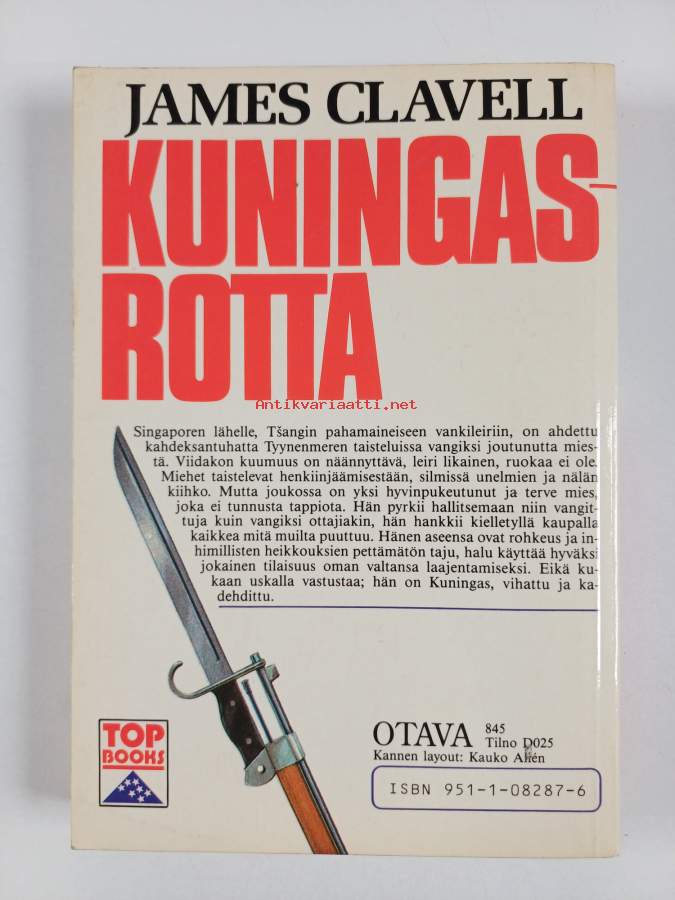 JAMES CLAVELL
KUNINGAS-
ROTTA
Antikvariaatti.net
Singaporen lähelle, Tšangin pahamaineiseen vankileiriin, on ahdettu
kahdeksantuhatta Tyynenmeren taisteluissa vangiksi joutunutta mies-
tä. Viidakon kuumuus on näännyttävä, leiri likainen, ruokaa ei ole.
Miehet taistelevat henkiinjäämisestään, silmissä unelmien ja nälän
kiihko. Mutta joukossa on yksi hyvinpukeutunut ja terve mies,
joka ei tunnusta tappiota. Hän pyrkii hallitsemaan niin vangit-
tuja kuin vangiksi ottajiakin, hän hankkii kielletyllä kaupalla
kaikkea mitä muilta puuttuu. Hänen aseensa ovat rohkeus ja in-
himillisten heikkouksien pettämätön taju, halu käyttää hyväksi
jokainen tilaisuus oman valtansa laajentamiseksi. Eikä ku-
kaan uskalla vastustaa; hän on Kuningas, vihattu ja ka-
dehdittu.
TOP
BOOKS
OTAVA
845
Tilno D025
Kannen layout: Kauko
ISBN 951-1-08287-6